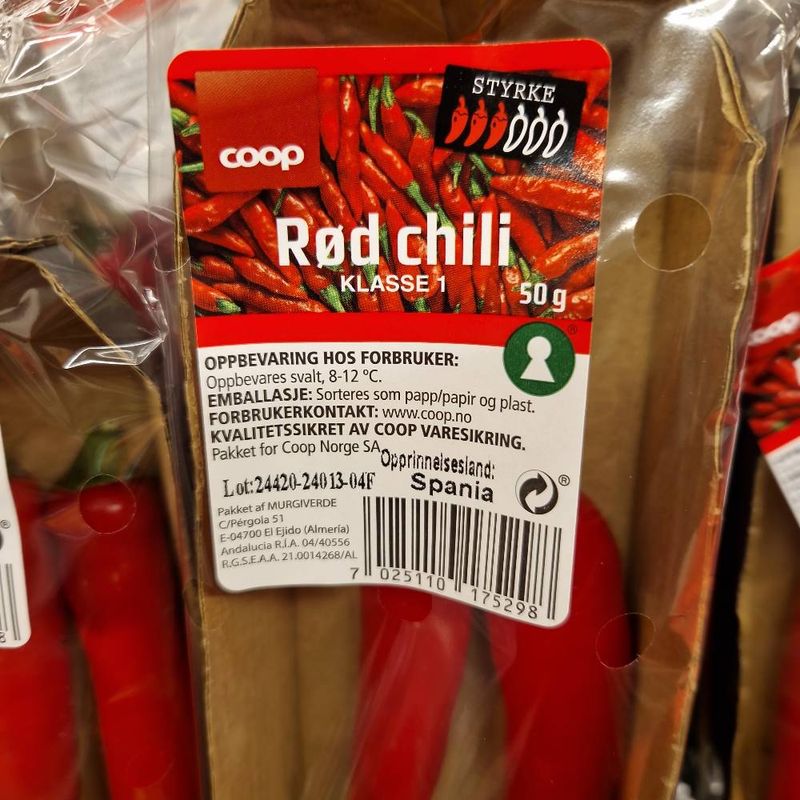 STYRKE
coop
Rød chili
KLASSE 1
50 g
®
OPPBEVARING HOS FORBRUKER:
Oppbevares svalt, 8-12 °C.
EMBALLASJE: Sorteres som papp/papir og plast.
FORBRUKERKONTAKT: www.coop.no
KVALITETSSIKRET AV COOP VARESIKRING.
Pakket for Coop Norge SA
Opprinnelsesland:
Spania
®
Lot:24420-24013-04F
Pakket af MURGIVERDE
C/Pérgola 51
E-04700 El Ejido (Almería)
Andalucia R.I.A. 04/40556
R.G.S.E.A.A. 21.0014268/AL
7 025110 175298
coop
®
8